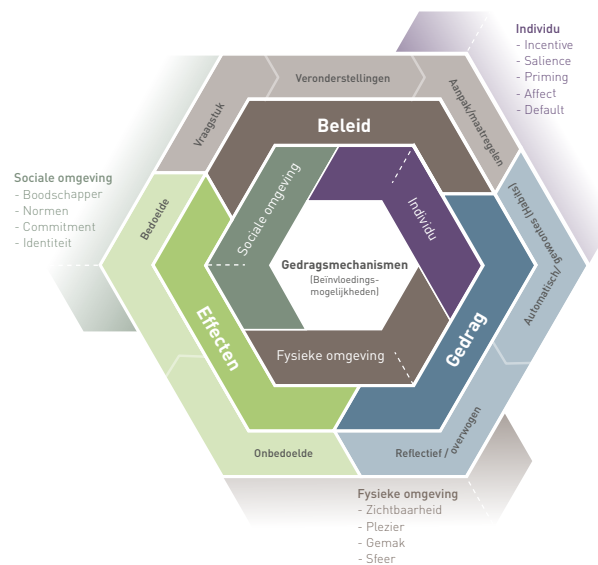 Individu
- Incentive
- Salience
- Priming
- Affect
- Default
Veronderstellingen
Vraagstuk
Aanpak/maatregelen
Beleid
Sociale omgeving
- Boodschapper
- Normen
- Commitment
- Identiteit
Bedoelde
Sociale omgeving
Individu
Automatisch/
gewoontes (Habits)
Gedragsmechanismen
(Beïnvloedings-
mogelijkheden)
Effecten
Gedrag
Fysieke omgeving
Onbedoelde
Reflectief / overwogen
Fysieke omgeving
- Zichtbaarheid
- Plezier
- Gemak
- Sfeer